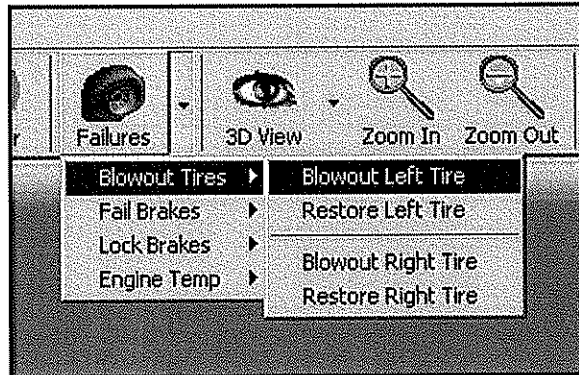 r Failures 3D View Zoom In Zoom Out
Blowout Tires Blowout Left Tire
Fail Brakes Restore Left Tire
Lock Brakes Blowout Right Tire
Engine Temp Restore Right Tire